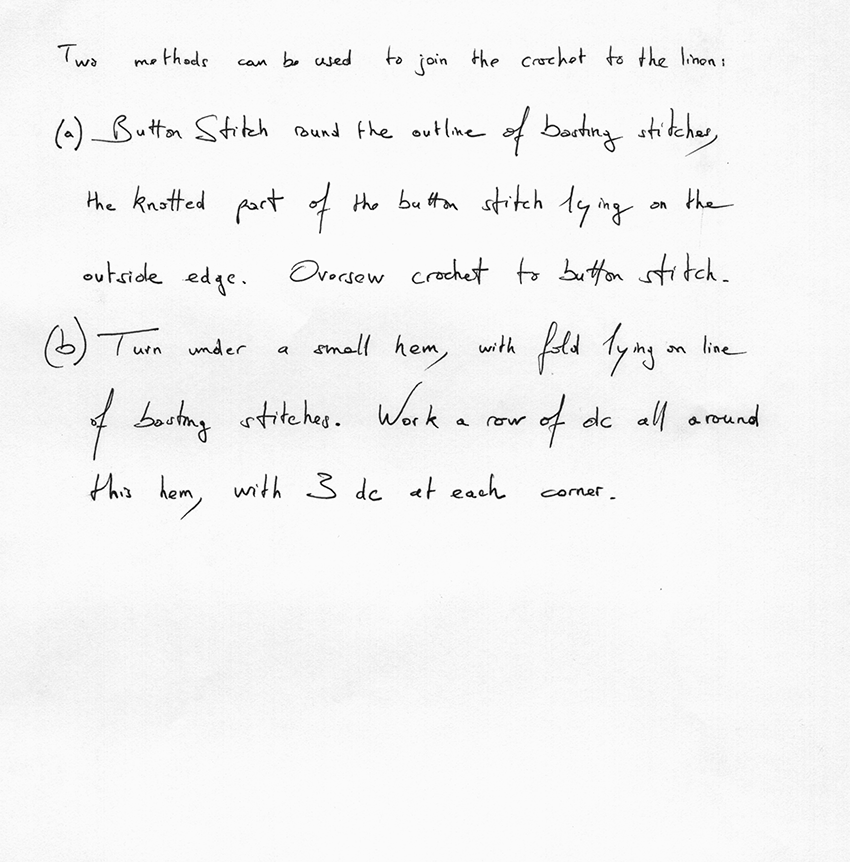 Two methods can be used to join the crochet to the linen:
(a) Button Stitch round the outline of basting stitches,
the knotted part of the button stitch lying on the
outside edge. Oversew crochet to button stitch.
(b) Turn under a small hem, with fold lying on line
of basting stitches. Work a row of dc all around
this hem, with 3 dc at each corner.